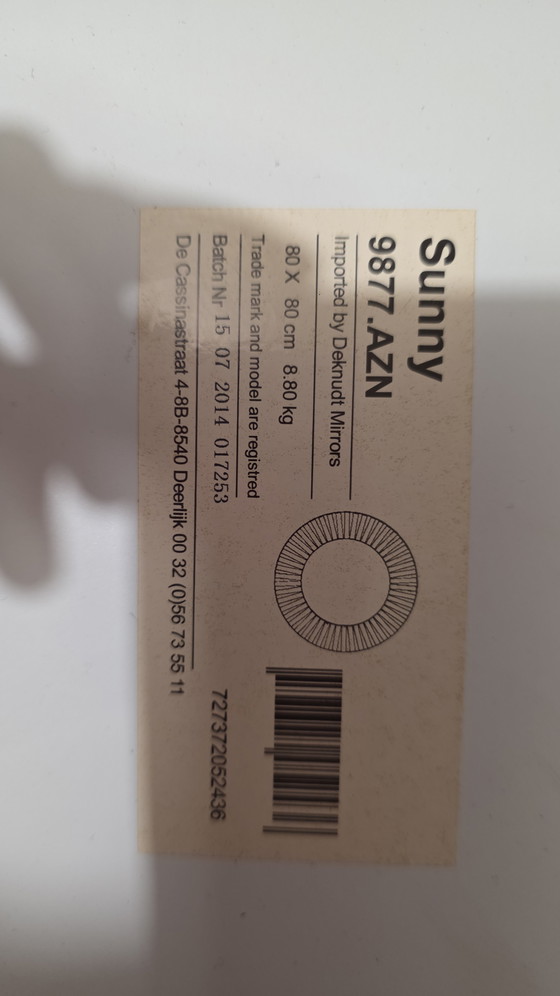 Sunny
9877.AZN
Imported by Deknudt Mirrors
80 X 80 cm 8.80 kg
Trade mark and model are registred
Batch Nr 15 07 2014 017253
727372052436
De Cassinastraat 4-8B-8540 Deerlijk 00 32 (0)56 73 55 11